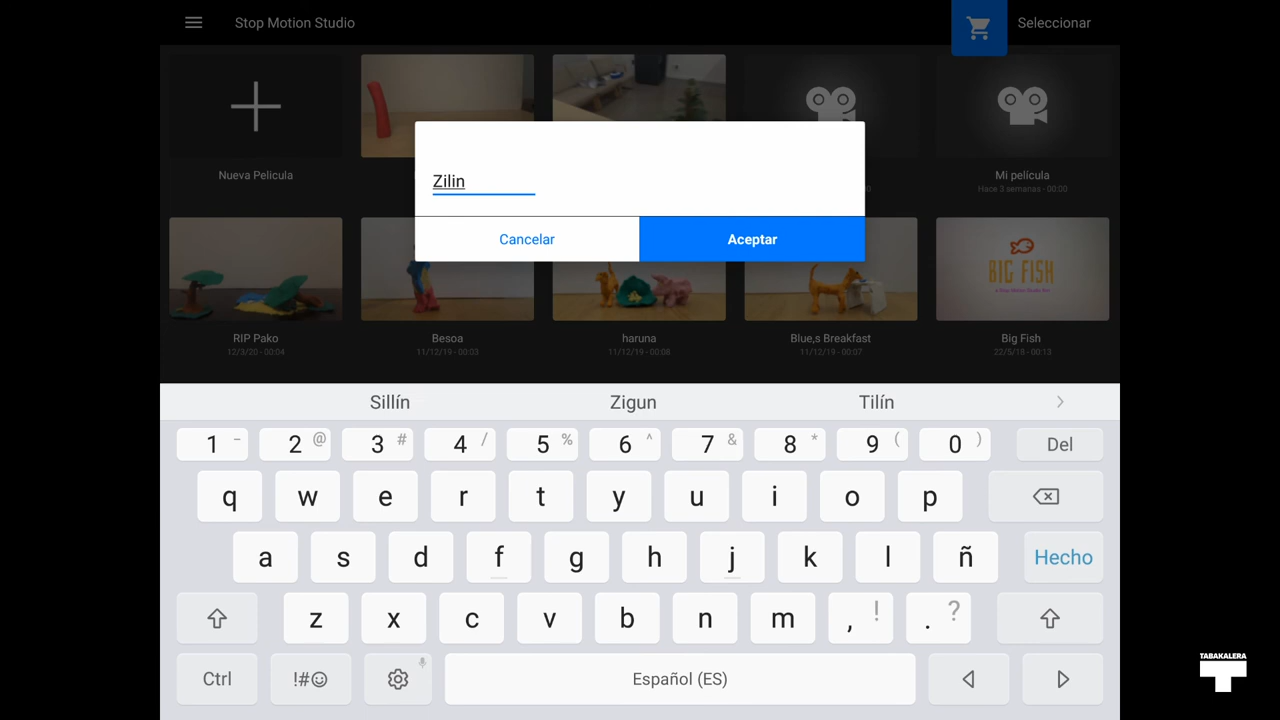 Stop Motion Studio
Seleccionar
Nueva Pelicula
Mi película
Hace 3 semanas - 00:00
Zilin
Cancelar
Aceptar
BIG FISH
RIP Pako
12/3/20 - 00:04
Besoa
11/12/19 - 00:03
haruna
11/12/19 - 00:08
Blue,s Breakfast
11/12/19 - 00:07
Big Fish
22/5/18 - 00:13
Sillín Zigun Tilín
1 - 2 @ 3 # 4 / 5 % 6 ^ 7 & 8 * 9 ( 0 ) Del
q w e r t y u i o p
a s d f g h j k l ñ Hecho
z x c v b n m , ! . ?
Ctrl !#☺ Español (ES)
TABAKALERA